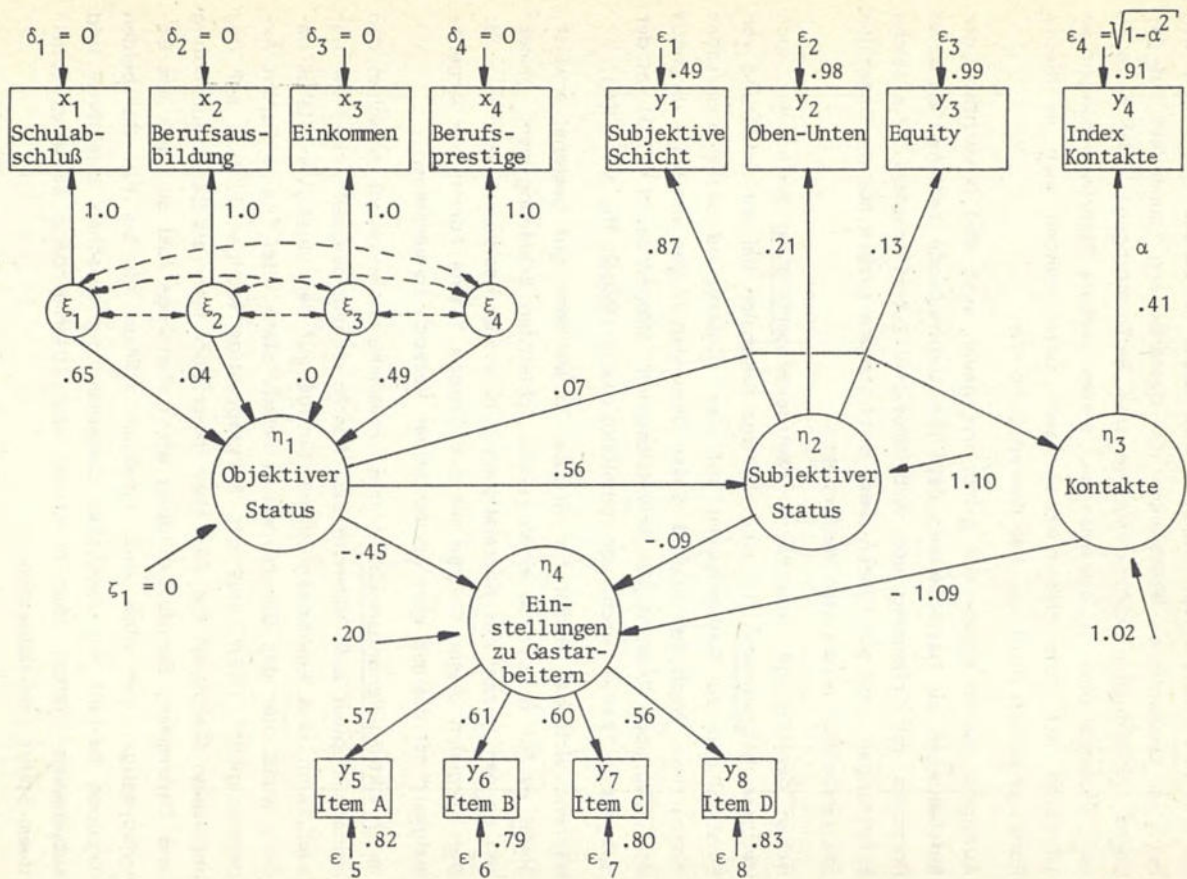 δ1 = 0 δ2 = 0 δ3 = 0 δ4 = 0 ε1 ε2 ε3 ε4 = √1-α²
.49 .98 .99 .91
x1 x2 x3 x4 y1 y2 y3 y4
Schulab- Berufsaus- Einkommen Berufs- Subjektive Oben-Unten Equity Index
schluß bildung prestige Schicht Kontakte
1.0 1.0 1.0 1.0
.87 .21 .13 α
.41
ξ1 ξ2 ξ3 ξ4
.65 .04 .0 .49 .07
η1 η2 η3
Objektiver Subjektiver Kontakte
Status Status
.56 1.10
-.45 -.09
ζ1 = 0
- 1.09
η4
Ein-
stellungen
zu Gastar-
beitern
.20 1.02
.57 .61 .60 .56
y5 y6 y7 y8
Item A Item B Item C Item D
.82 .79 .80 .83
ε5 ε6 ε7 ε8